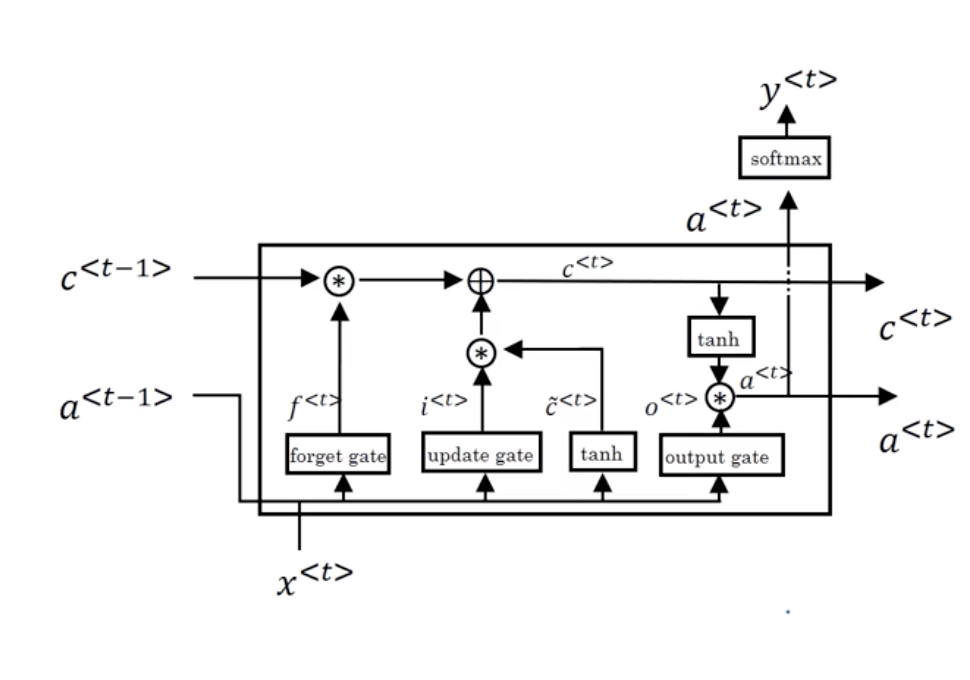 y<t>
softmax
a<t>
c<t-1>
c<t>
c<t>
tanh
a<t-1>
f<t>
i<t>
c̃<t>
o<t>
a<t>
a<t>
forget gate
update gate
tanh
output gate
x<t>